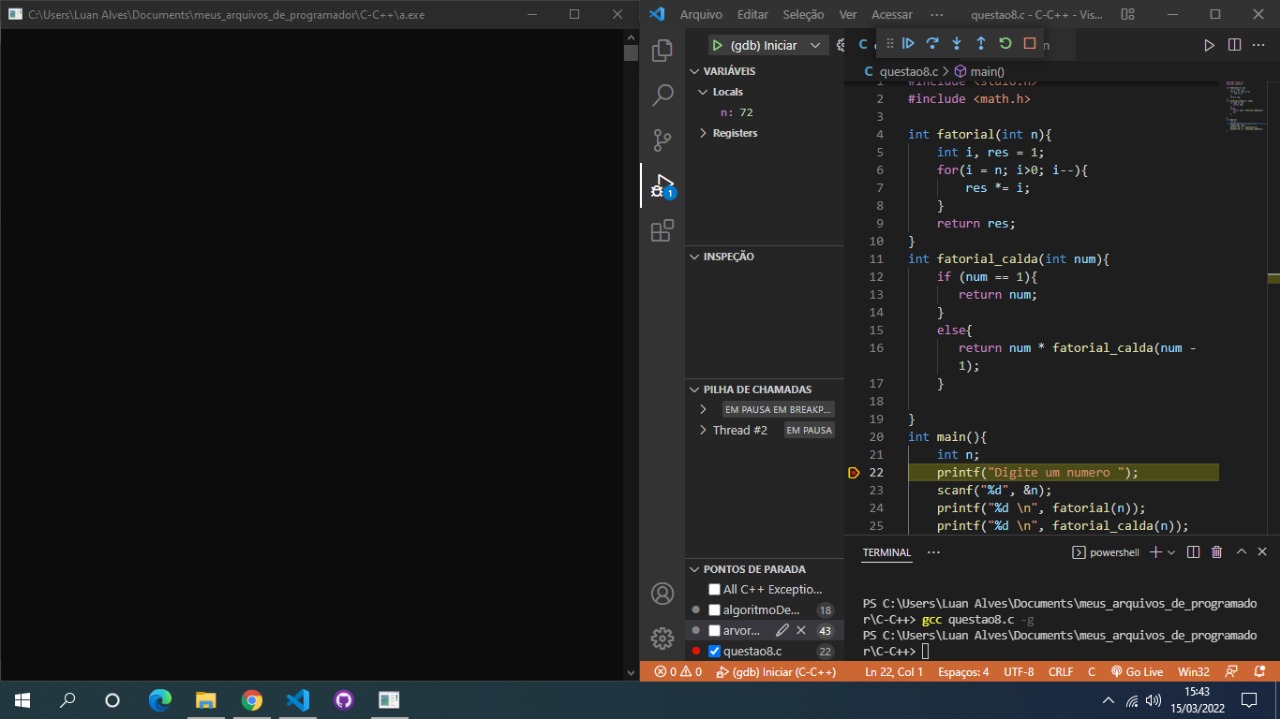 C:\Users\Luan Alves\Documents\meus_arquivos_de_programador\C-C++\a.exe
Arquivo Editar Seleção Ver Acessar ··· questao8.c - C-C++ - Vis...
(gdb) Iniciar
VARIÁVEIS
Locals
n: 72
Registers
INSPEÇÃO
PILHA DE CHAMADAS
EM PAUSA EM BREAKP...
Thread #2 EM PAUSA
PONTOS DE PARADA
All C++ Exceptio...
algoritmoDe... 18
arvor... 43
questao8.c 22
1
C questao8.c > main()
1 #include <stdio.h>
2 #include <math.h>
3
4 int fatorial(int n){
5 int i, res = 1;
6 for(i = n; i>0; i--){
7 res *= i;
8 }
9 return res;
10 }
11 int fatorial_calda(int num){
12 if (num == 1){
13 return num;
14 }
15 else{
16 return num * fatorial_calda(num -
1);
17 }
18
19 }
20 int main(){
21 int n;
22 printf("Digite um numero ");
23 scanf("%d", &n);
24 printf("%d \n", fatorial(n));
25 printf("%d \n", fatorial_calda(n));
TERMINAL ··· powershell
PS C:\Users\Luan Alves\Documents\meus_arquivos_de_programado
r\C-C++> gcc questao8.c -g
PS C:\Users\Luan Alves\Documents\meus_arquivos_de_programado
r\C-C++>
0 0 (gdb) Iniciar (C-C++) Ln 22, Col 1 Espaços: 4 UTF-8 CRLF C Go Live Win32
15:43
15/03/2022